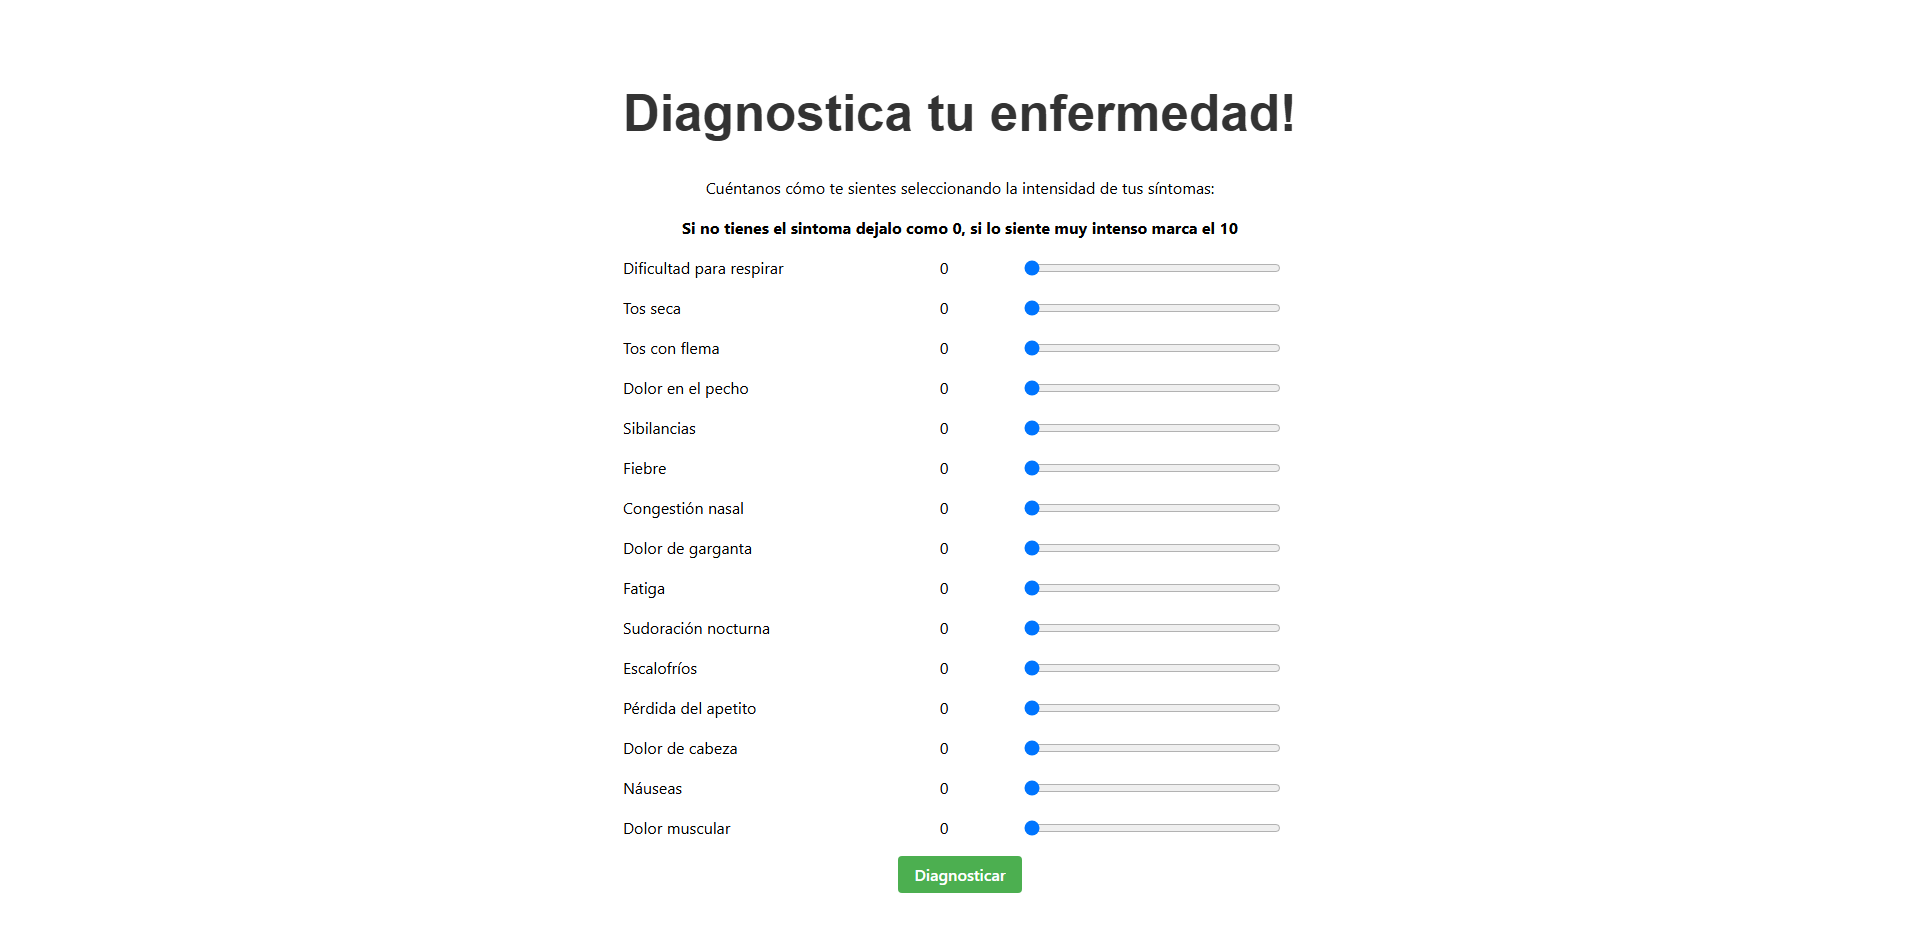 Diagnostica tu enfermedad!
Cuéntanos cómo te sientes seleccionando la intensidad de tus síntomas:
Si no tienes el sintoma dejalo como 0, si lo siente muy intenso marca el 10
Dificultad para respirar 0
Tos seca 0
Tos con flema 0
Dolor en el pecho 0
Sibilancias 0
Fiebre 0
Congestión nasal 0
Dolor de garganta 0
Fatiga 0
Sudoración nocturna 0
Escalofríos 0
Pérdida del apetito 0
Dolor de cabeza 0
Náuseas 0
Dolor muscular 0
Diagnosticar